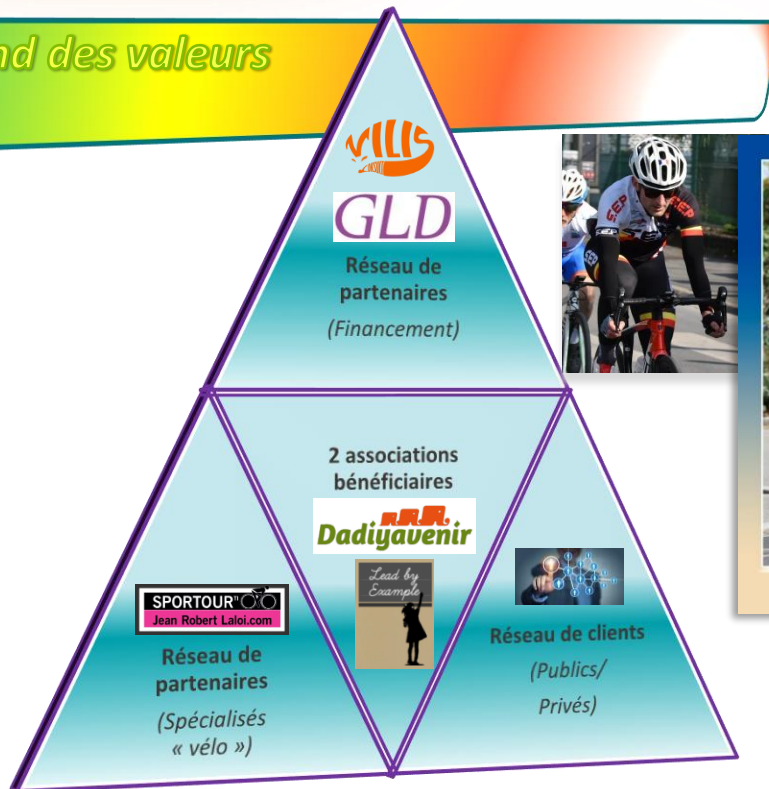 nd des valeurs
VILIS
GLD
Réseau de
partenaires
(Financement)
SEP
2 associations
bénéficiaires
Dadiyavenir
Lead by
Example
SPORTOUR
Jean Robert Laloi.com
Réseau de
partenaires
(Spécialisés
« vélo »)
Réseau de clients
(Publics/
Privés)